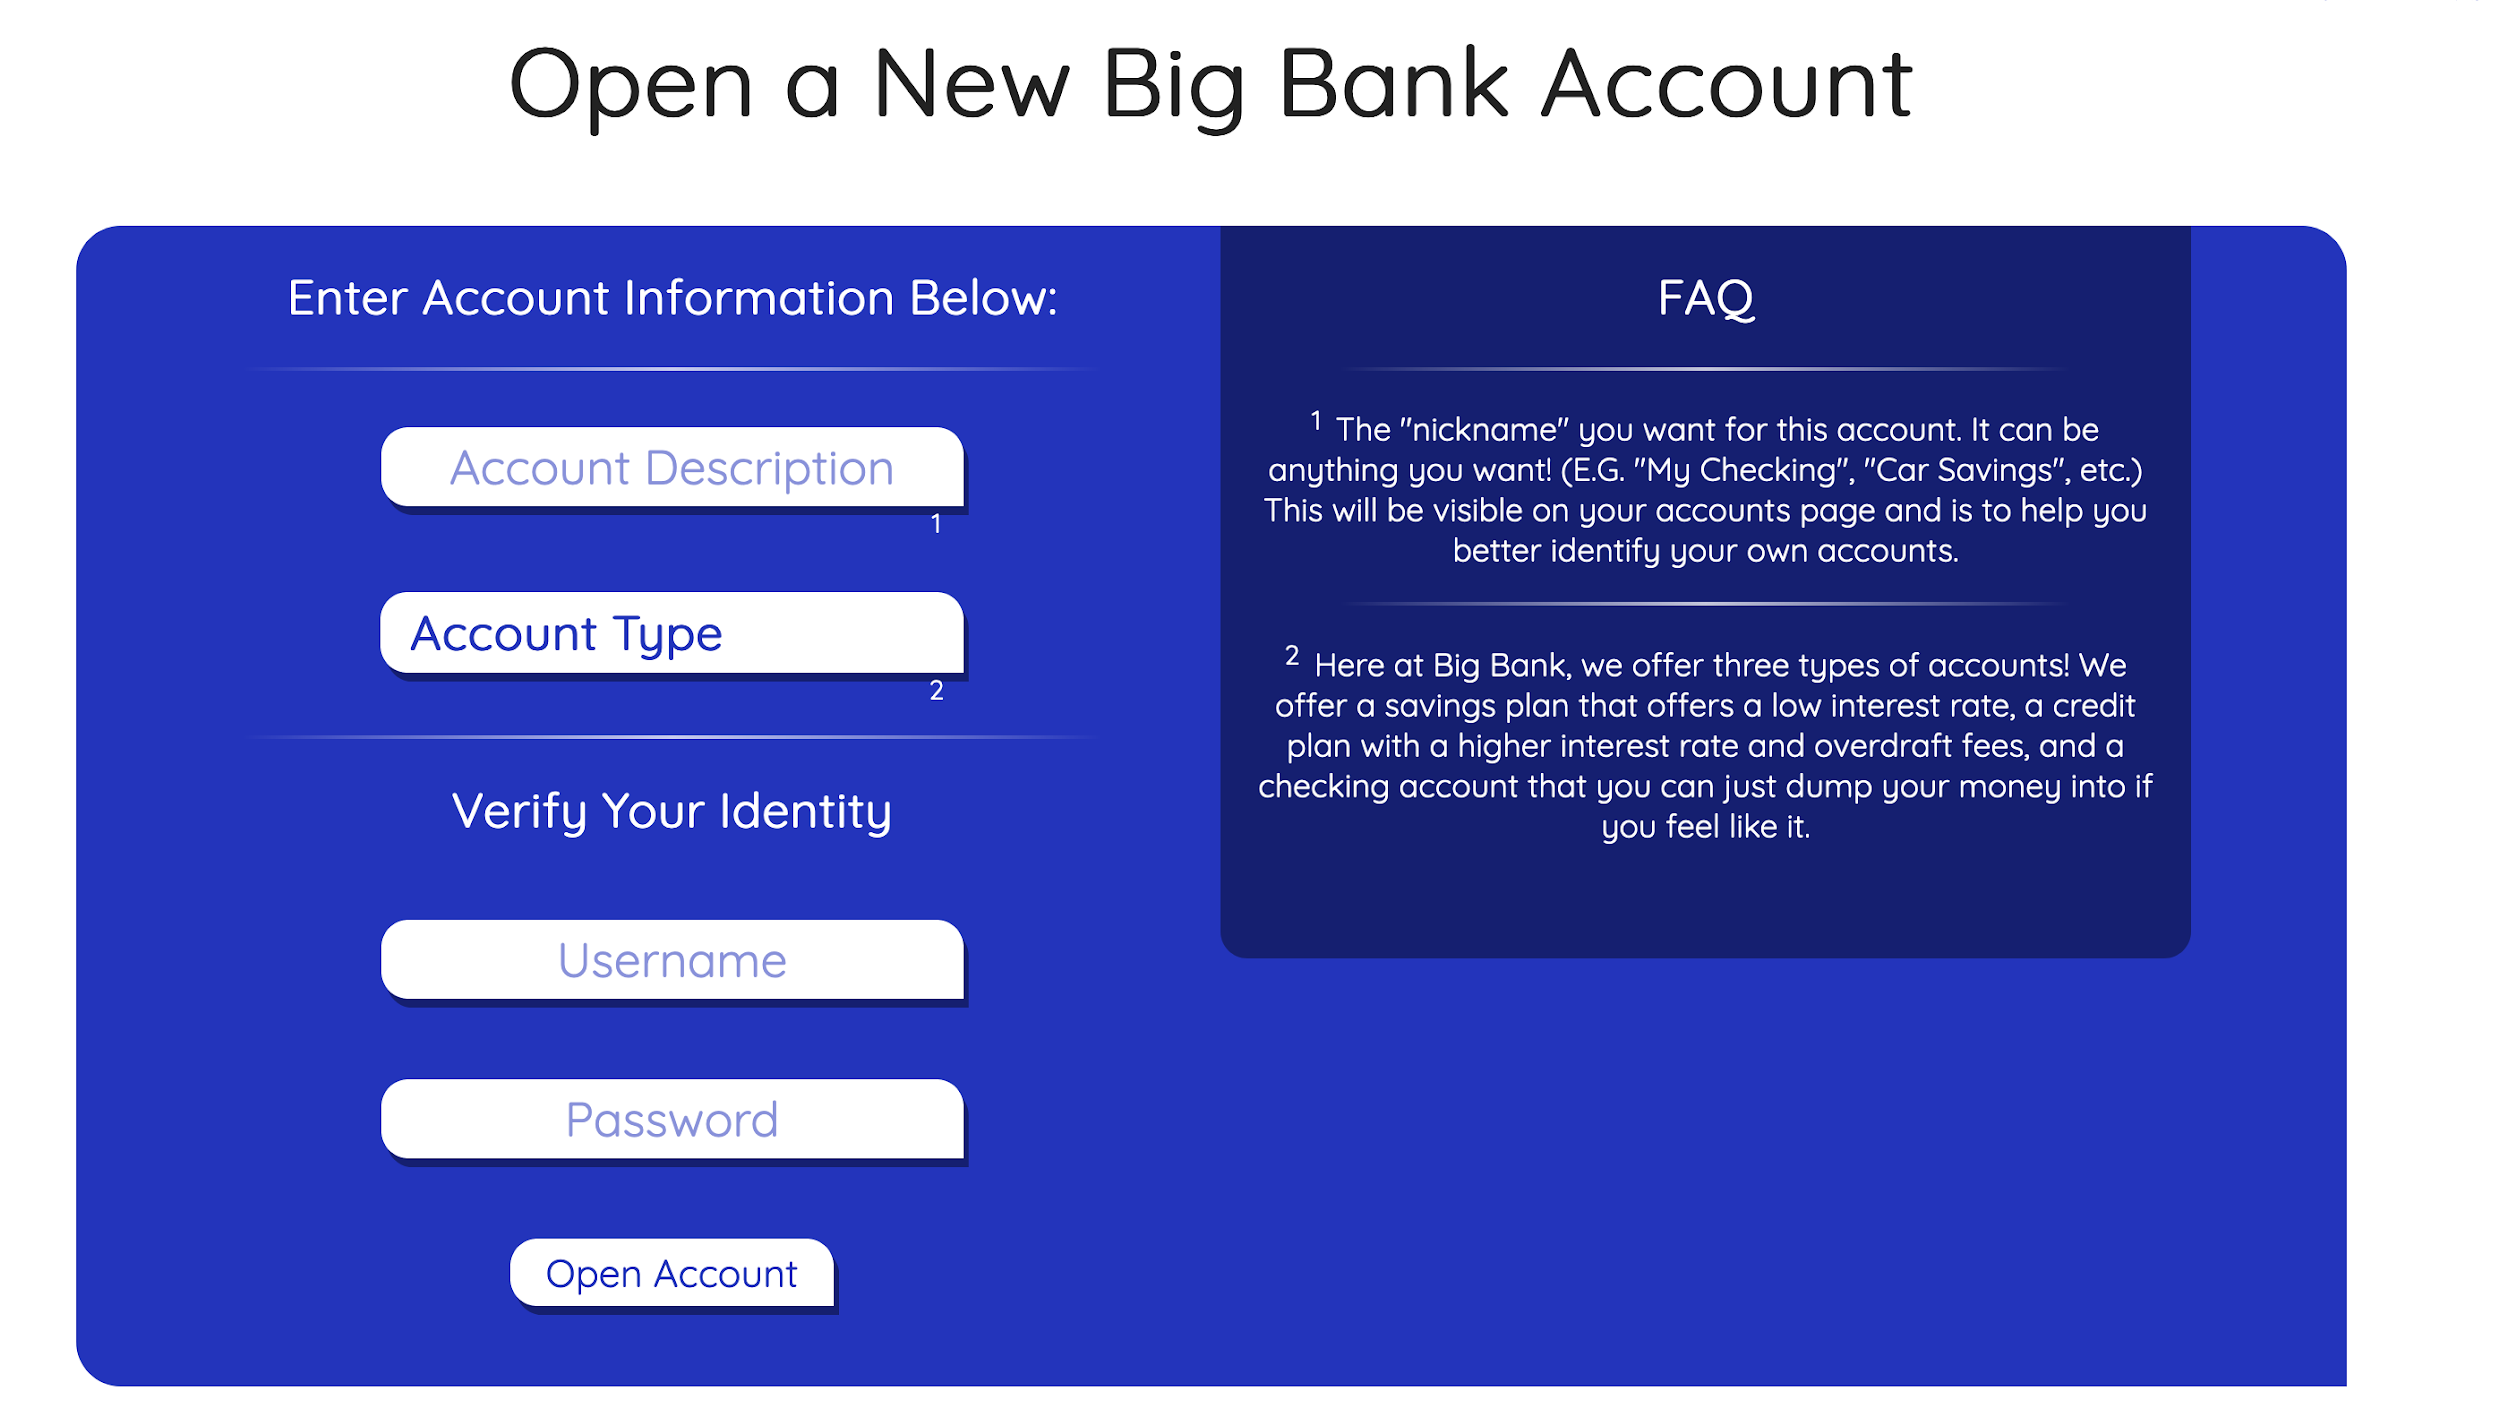 Open a New Big Bank Account
Enter Account Information Below:
Account Description
1
Account Type
2
Verify Your Identity
Username
Password
Open Account
FAQ
1 The "nickname" you want for this account. It can be
anything you want! (E.G. "My Checking", "Car Savings", etc.)
This will be visible on your accounts page and is to help you
better identify your own accounts.
2 Here at Big Bank, we offer three types of accounts! We
offer a savings plan that offers a low interest rate, a credit
plan with a higher interest rate and overdraft fees, and a
checking account that you can just dump your money into if
you feel like it.